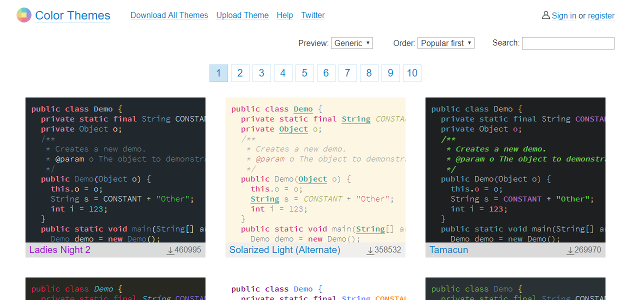 Color Themes
Download All Themes Upload Theme Help Twitter
Sign in or register
Preview: Generic
Order: Popular first
Search:
1 2 3 4 5 6 7 8 9 10
public class Demo {
private static final String CONSTANT
private Object o;
/**
* Creates a new demo.
* @param o The object to demonstra
public Demo(Object o) {
this.o = o;
String s = CONSTANT + "Other";
int i = 123;
}
public static void main(String[] a
Demo demo = new Demo();
Ladies Night 2
460995
public class Demo {
private static final String CONSTA
private Object o;
/**
* Creates a new demo.
* @param o The object to demonstra
public Demo(Object o) {
this.o = o;
String s = CONSTANT + "Other";
int i = 123;
}
public static void main(String[] a
Demo demo = new Demo();
Solarized Light (Alternate)
358532
public class Demo {
private static final String CONSTA
private Object o;
/**
* Creates a new demo.
* @param o The object to demonstra
public Demo(Object o) {
this.o = o;
String s = CONSTANT + "Other";
int i = 123;
}
public static void main(String[] a
Demo demo = new Demo();
Tamacun
269970
public class Demo {
private static final String CONSTANT
public class Demo {
private static final String CONSTA
public class Demo {
private static final String CONSTA